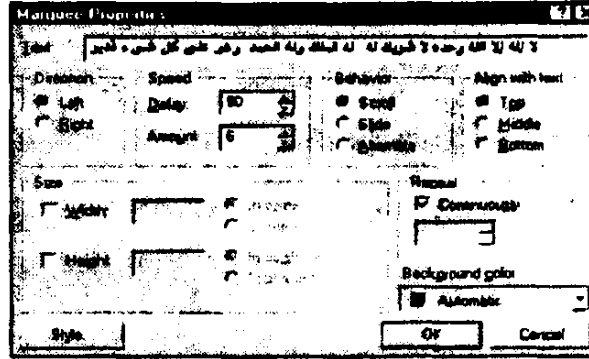 Marquee Properties
Text لا إله إلا الله وحده لا شريك له له الملك وله الحمد وهو على كل شيء قدير
Direction
Left
Right
Speed
Delay: 90
Amount: 6
Behavior
Scroll
Slide
Alternate
Align with text
Top
Middle
Bottom
Size
Width:
Height:
Repeat
Continuously
Background color
Automatic
Style...
OK
Cancel